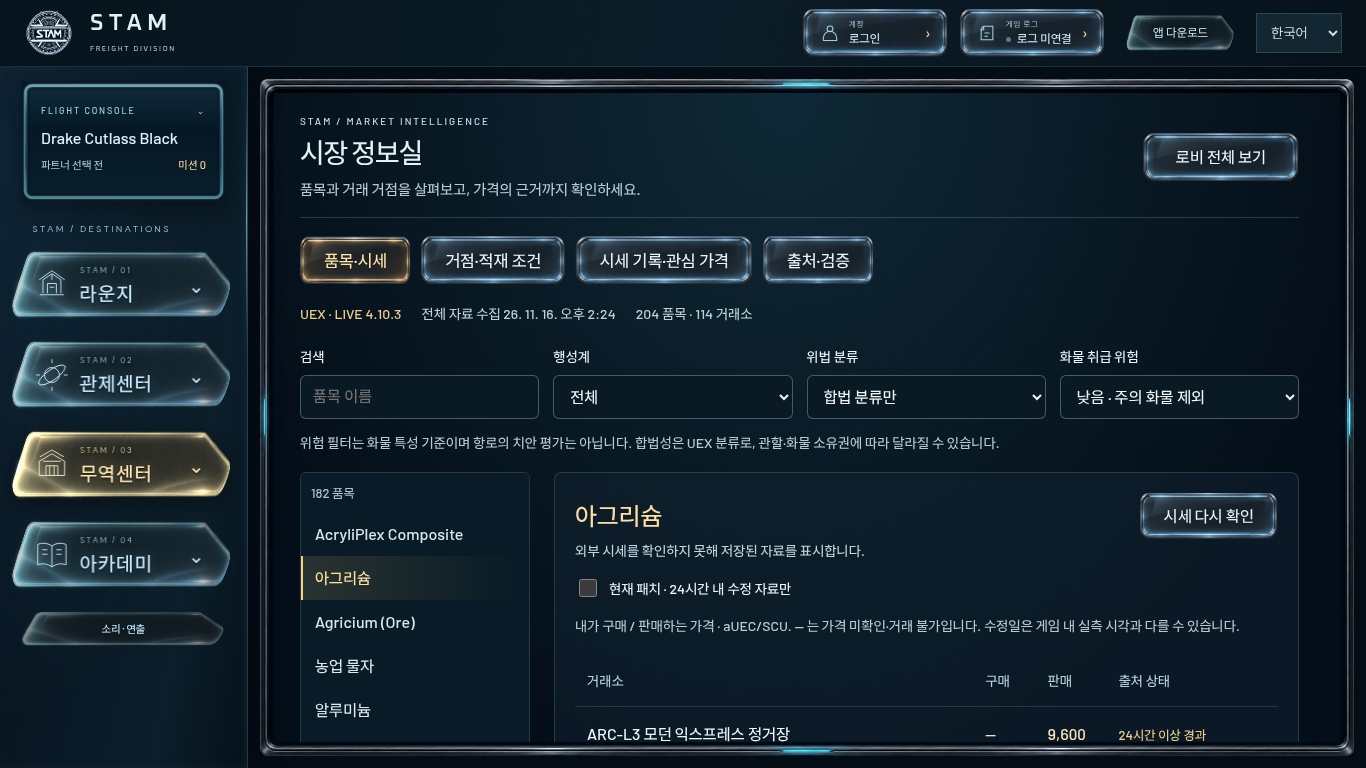 STAM
STAM
FREIGHT DIVISION
계정
로그인
게임 로그
로그 미연결
앱 다운로드
한국어
FLIGHT CONSOLE
Drake Cutlass Black
파트너 선택 전
미션 0
STAM / DESTINATIONS
STAM / 01
라운지
STAM / 02
관제센터
STAM / 03
무역센터
STAM / 04
아카데미
소리·연출
STAM / MARKET INTELLIGENCE
시장 정보실
품목과 거래 거점을 살펴보고, 가격의 근거까지 확인하세요.
로비 전체 보기
품목·시세
거점·적재 조건
시세 기록·관심 가격
출처·검증
UEX · LIVE 4.10.3
전체 자료 수집 26. 11. 16. 오후 2:24
204 품목 · 114 거래소
검색
행성계
위법 분류
화물 취급 위험
품목 이름
전체
합법 분류만
낮음 · 주의 화물 제외
위험 필터는 화물 특성 기준이며 항로의 치안 평가는 아닙니다. 합법성은 UEX 분류로, 관할·화물 소유권에 따라 달라질 수 있습니다.
182 품목
AcryliPlex Composite
아그리슘
Agricium (Ore)
농업 물자
알루미늄
아그리슘
시세 다시 확인
외부 시세를 확인하지 못해 저장된 자료를 표시합니다.
현재 패치 · 24시간 내 수정 자료만
내가 구매 / 판매하는 가격 · aUEC/SCU. — 는 가격 미확인·거래 불가입니다. 수정일은 게임 내 실측 시각과 다를 수 있습니다.
거래소
구매
판매
출처 상태
ARC-L3 모던 익스프레스 정거장
—
9,600
24시간 이상 경과